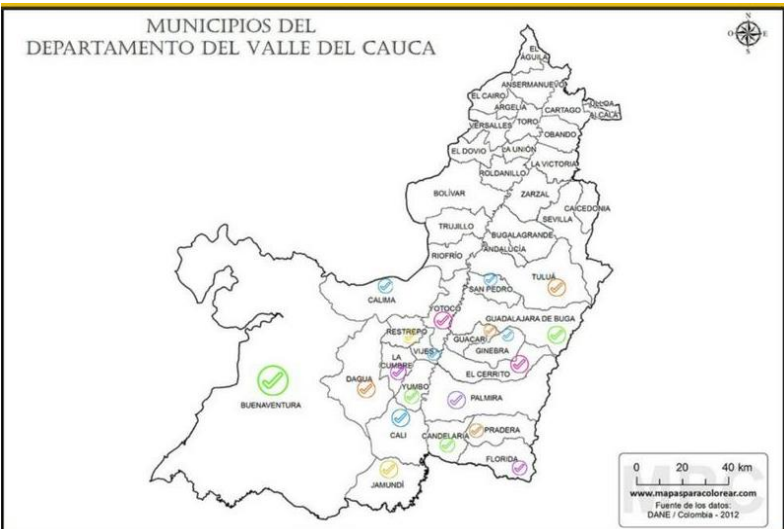 MUNICIPIOS DEL
DEPARTAMENTO DEL VALLE DEL CAUCA
N
O
E
S
EL
ÁGUILA
ANSERMANUEVO
EL CAIRO
ARGELIA
CARTAGO
ALCALÁ
VERSALLES
TORO
OBANDO
EL DOVIO
LA UNIÓN
LA VICTORIA
ROLDANILLO
BOLÍVAR
ZARZAL
CAICEDONIA
SEVILLA
TRUJILLO
BUGALAGRANDE
ANDALUCÍA
RIOFRÍO
TULUÁ
SAN PEDRO
CALIMA
YOTOCO
GUADALAJARA DE BUGA
RESTREPO
GUACARÍ
VIJES
GINEBRA
LA
CUMBRE
EL CERRITO
DAGUA
YUMBO
PALMIRA
BUENAVENTURA
CALI
CANDELARIA
PRADERA
FLORIDA
JAMUNDÍ
0 20 40 km
MPC
www.mapasparacolorear.com
Fuente de los datos:
DANE / Colombia - 2012